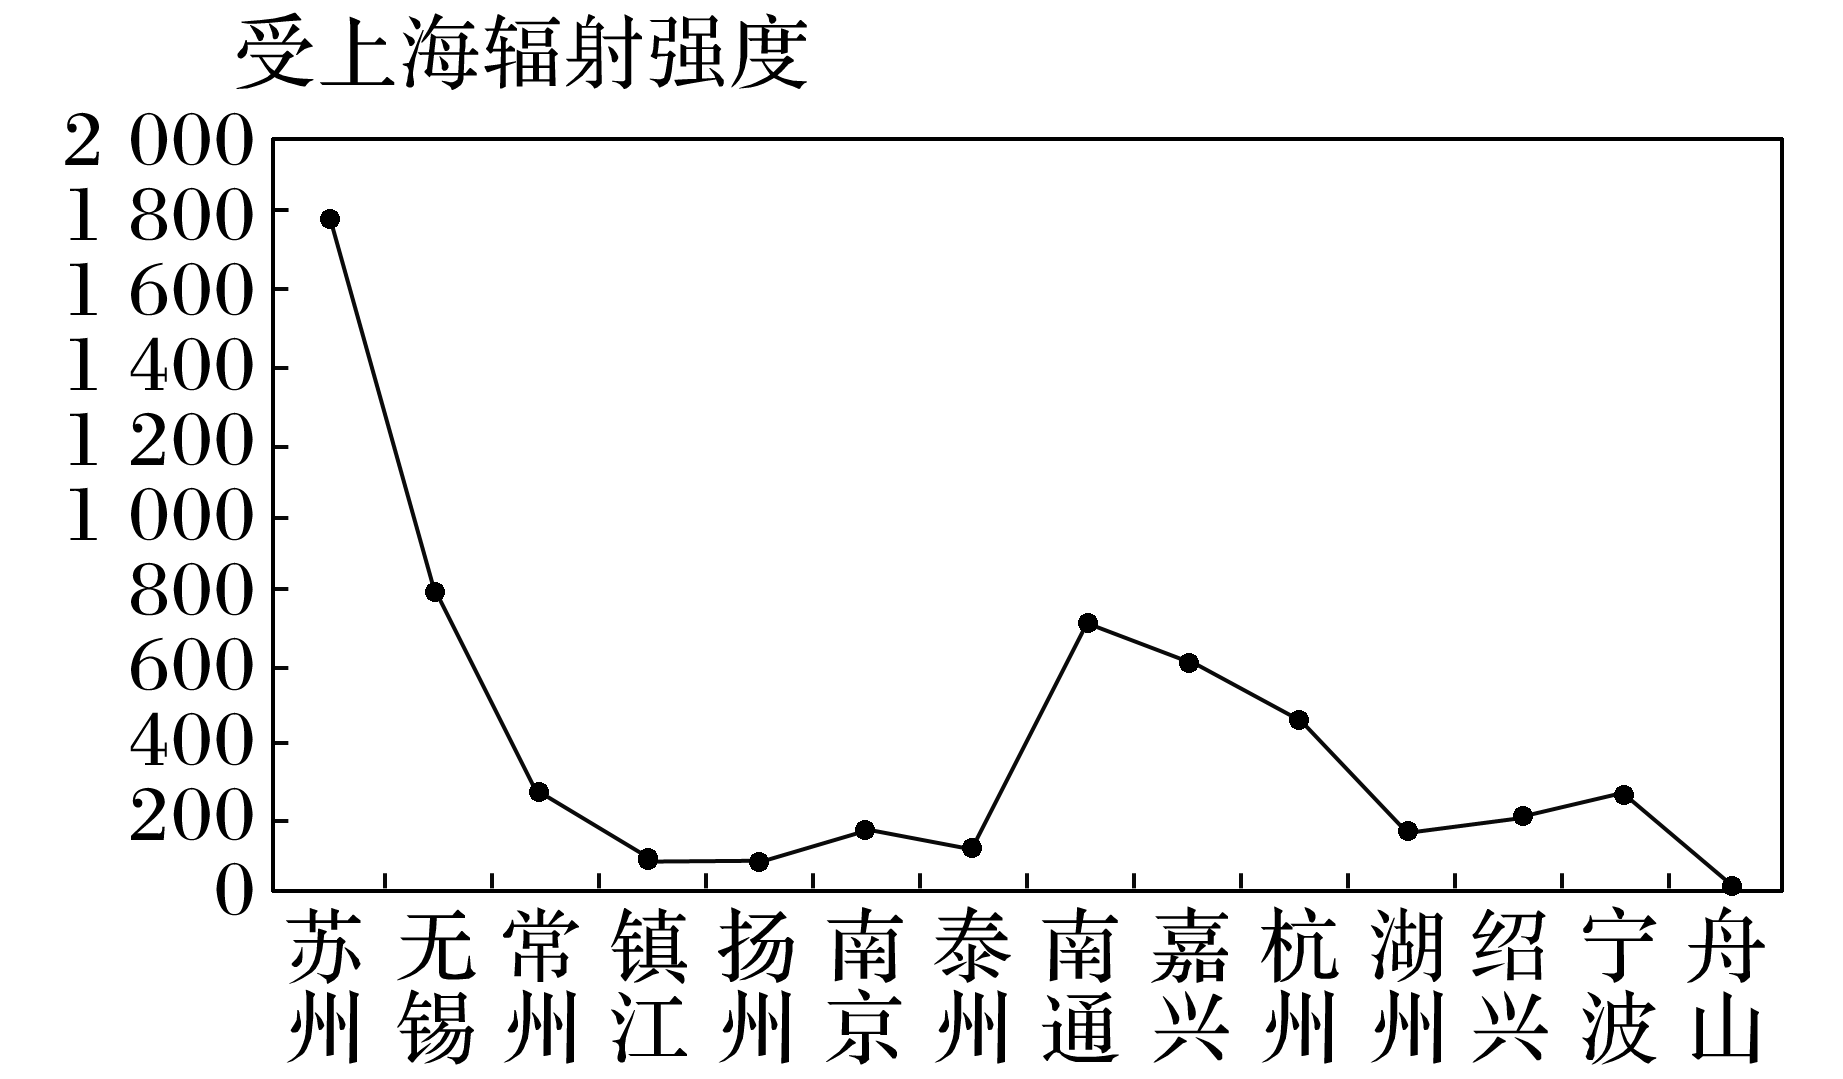 受上海辐射强度
2 000
1 800
1 600
1 400
1 200
1 000
800
600
400
200
0
苏州
无锡
常州
镇江
扬州
南京
泰州
南通
嘉兴
杭州
湖州
绍兴
宁波
舟山